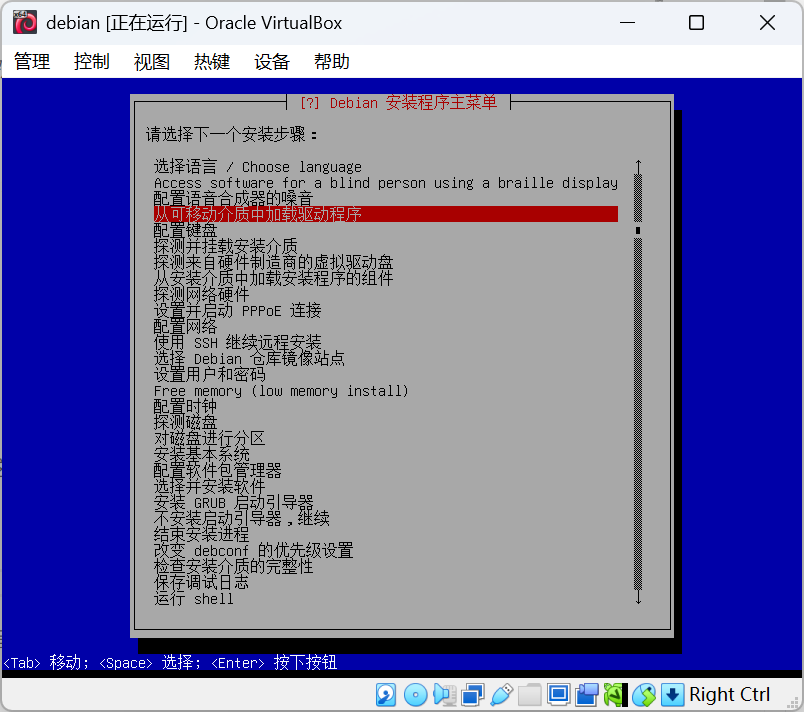 debian [正在运行] - Oracle VirtualBox
管理 控制 视图 热键 设备 帮助
[?] Debian 安装程序主菜单
请选择下一个安装步骤：
选择语言 / Choose language
Access software for a blind person using a braille display
配置语音合成器的嗓音
从可移动介质中加载驱动程序
配置键盘
探测并挂载安装介质
探测来自硬件制造商的虚拟驱动盘
从安装介质中加载安装程序的组件
探测网络硬件
设置并启动 PPPoE 连接
配置网络
使用 SSH 继续远程安装
选择 Debian 仓库镜像站点
设置用户和密码
Free memory (low memory install)
配置时钟
探测磁盘
对磁盘进行分区
安装基本系统
配置软件包管理器
选择并安装软件
安装 GRUB 启动引导器
不安装启动引导器，继续
结束安装进程
改变 debconf 的优先级设置
检查安装介质的完整性
保存调试日志
运行 shell
<Tab> 移动; <Space> 选择; <Enter> 按下按钮
Right Ctrl